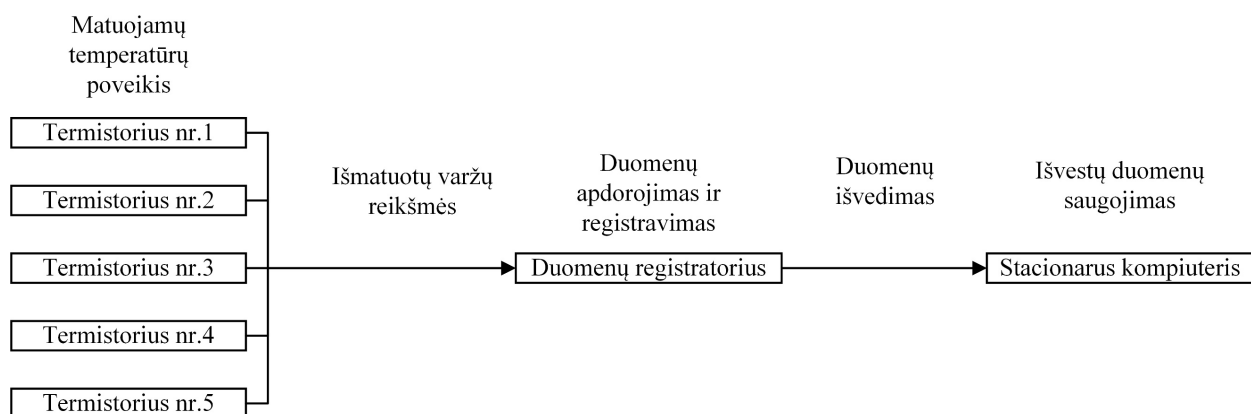 Matuojamų
temperatūrų
poveikis
Termistorius nr.1
Termistorius nr.2
Termistorius nr.3
Termistorius nr.4
Termistorius nr.5
Išmatuotų varžų
reikšmės
Duomenų
apdorojimas ir
registravimas
Duomenų registratorius
Duomenų
išvedimas
Išvestų duomenų
saugojimas
Stacionarus kompiuteris